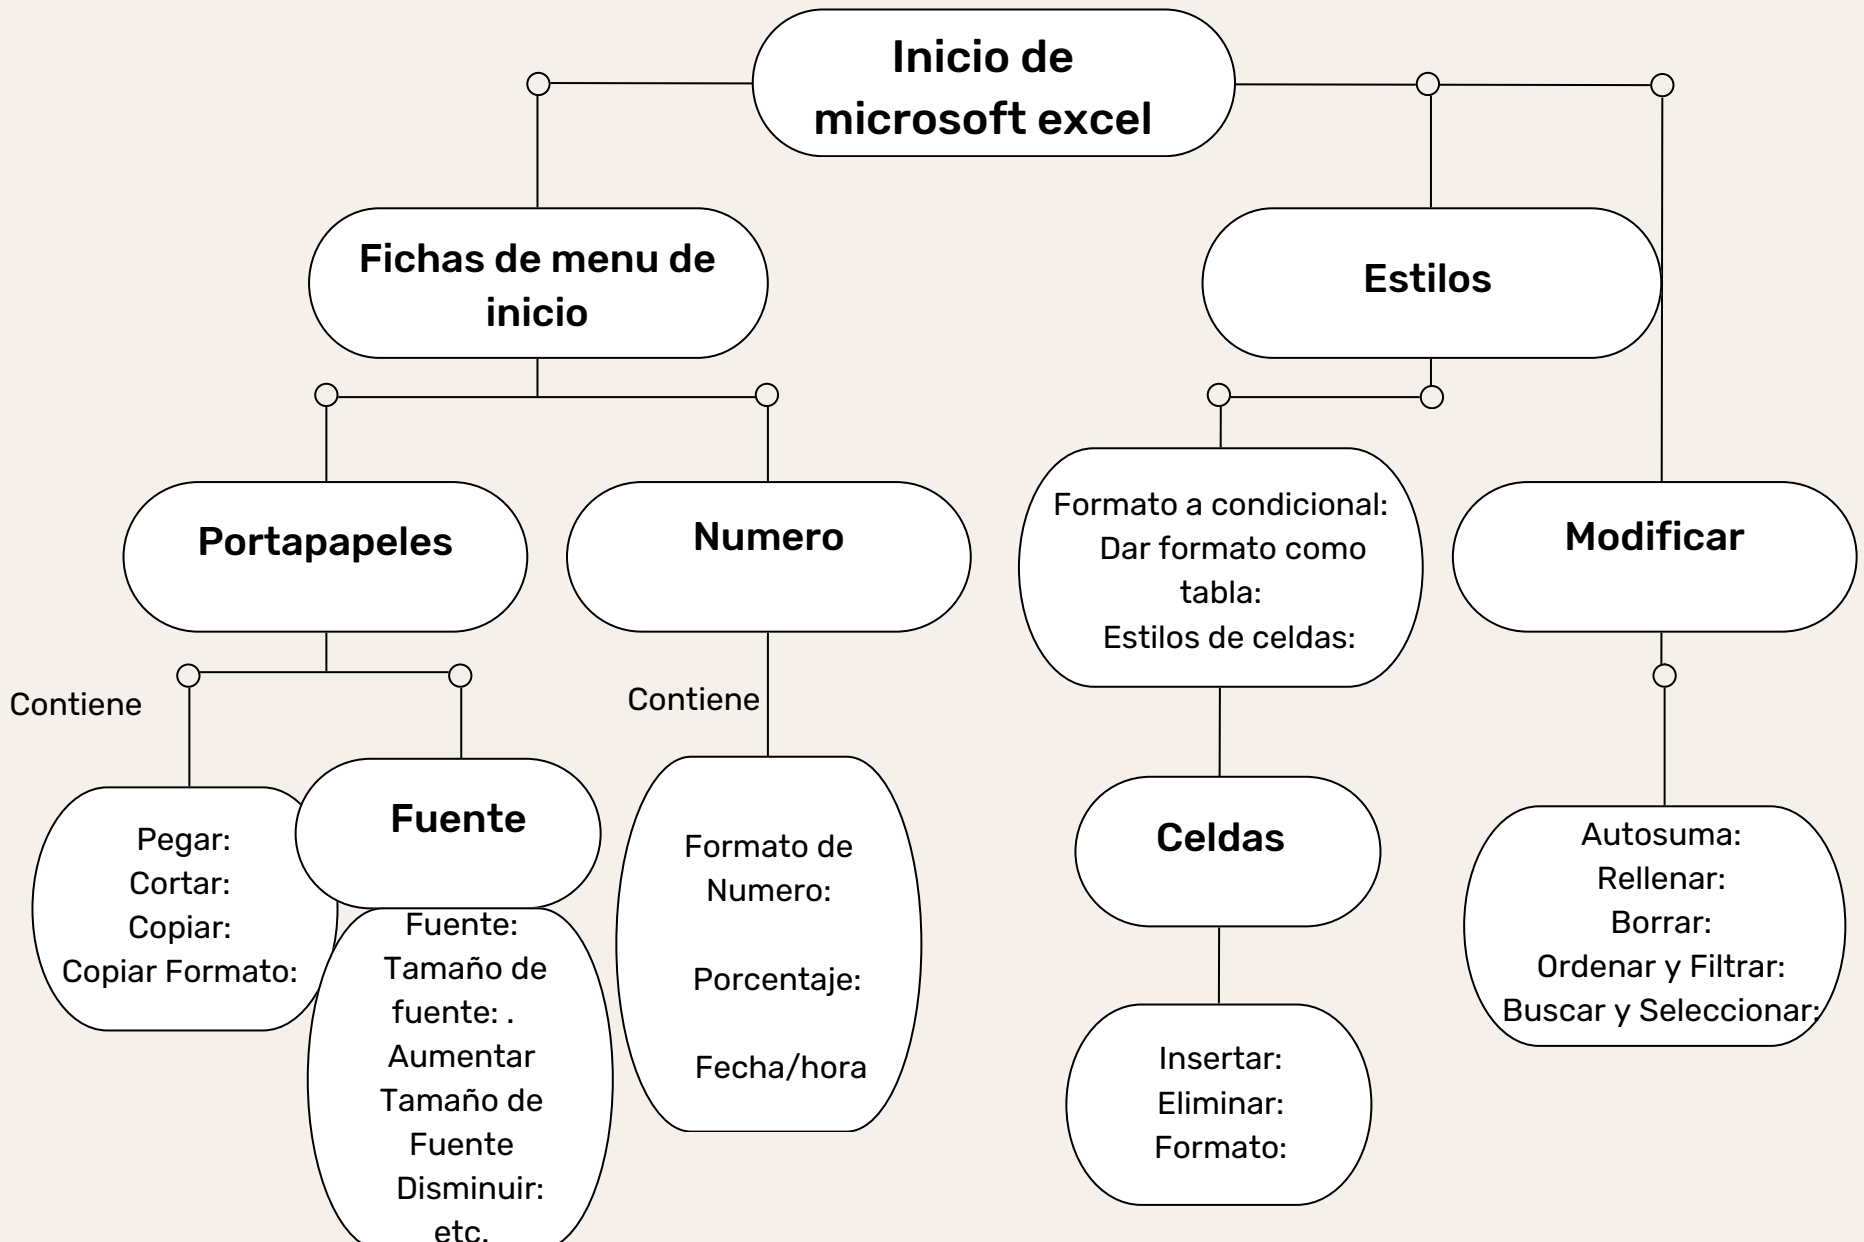 Inicio de
microsoft excel
Fichas de menu de
inicio
Estilos
Portapapeles
Numero
Formato a condicional:
Dar formato como
tabla:
Estilos de celdas:
Modificar
Contiene
Contiene
Pegar:
Cortar:
Copiar:
Copiar Formato:
Fuente
Fuente:
Tamaño de
fuente: .
Aumentar
Tamaño de
Fuente
Disminuir:
etc.
Formato de
Numero:
Porcentaje:
Fecha/hora
Celdas
Insertar:
Eliminar:
Formato:
Autosuma:
Rellenar:
Borrar:
Ordenar y Filtrar:
Buscar y Seleccionar: